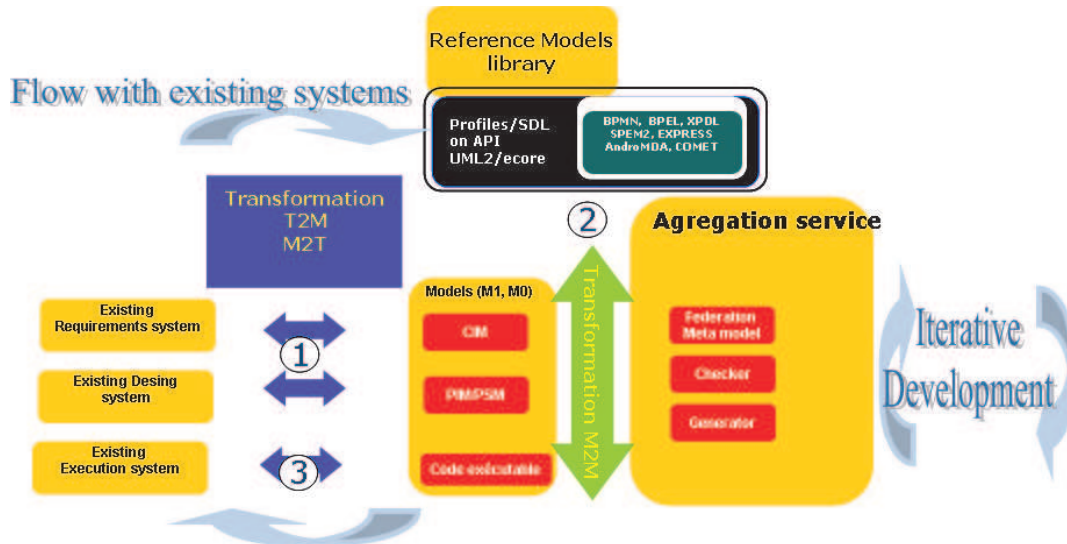 Reference Models
library
Flow with existing systems
Profiles/SDL
on API
UML2/ecore
BPMN, BPEL, XPDL
SPEM2, EXPRESS
AndroMDA, COMET
Transformation
T2M
M2T
2
Agregation service
Transformation M2M
Models (M1, M0)
Existing
Requirements system
1
CIM
Federation
Meta model
Iterative
Development
Existing Desing
system
PIM/PSM
Checker
Generator
Existing
Execution system
3
Code exécutable